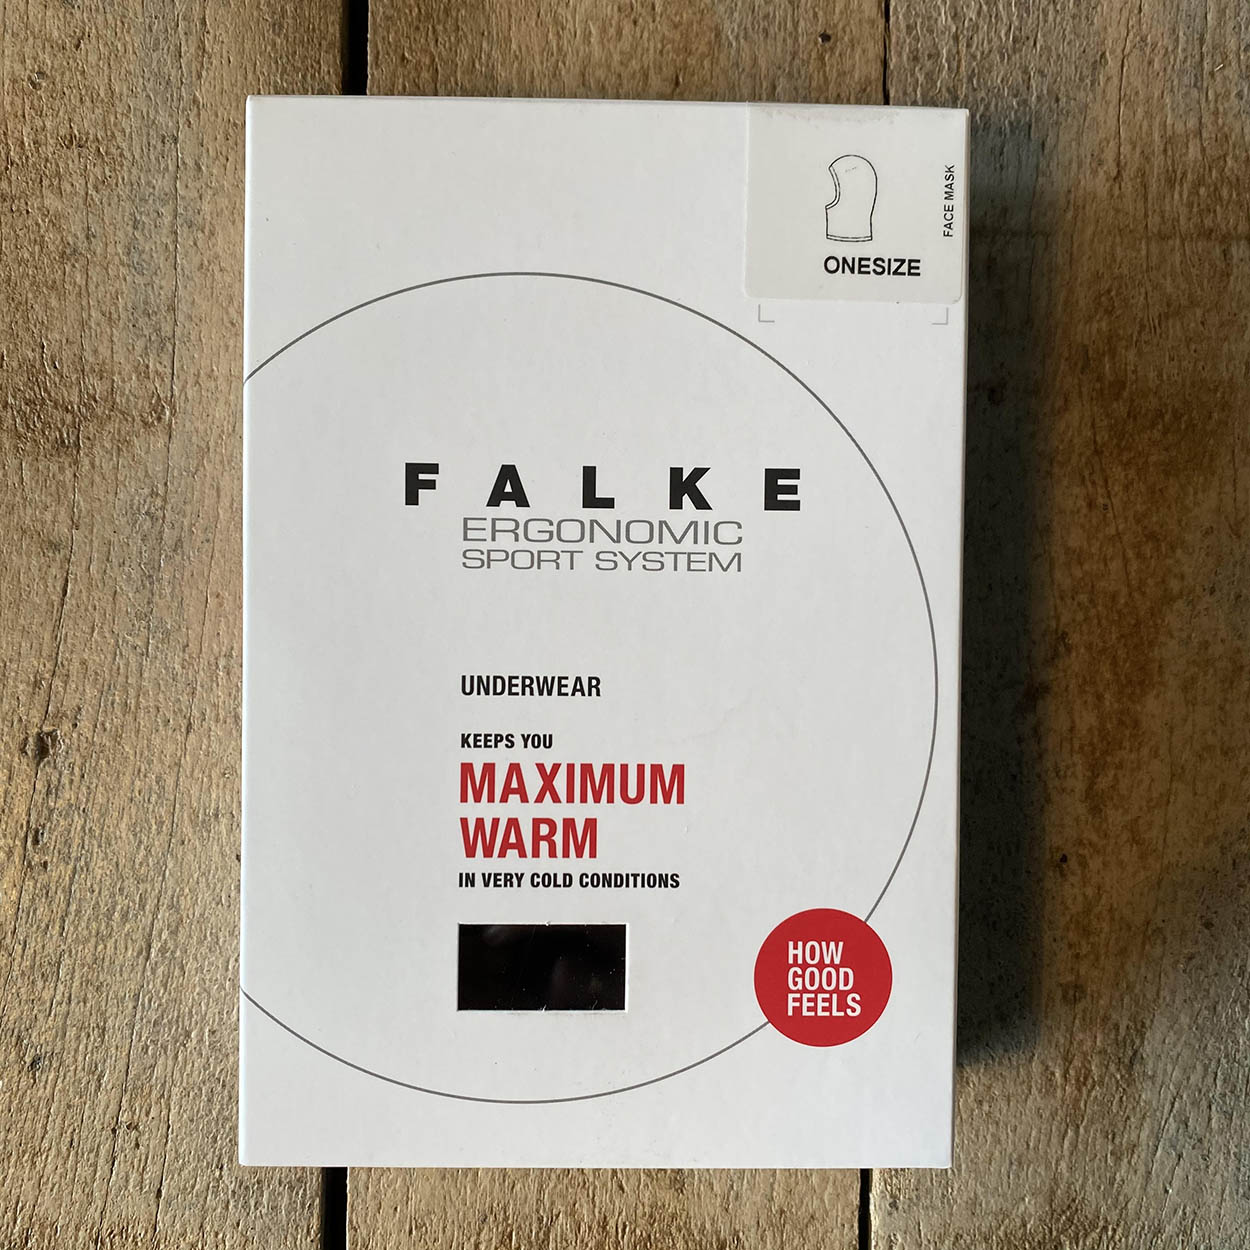 FACE MASK
ONESIZE
FALKE
ERGONOMIC
SPORT SYSTEM
UNDERWEAR
KEEPS YOU
MAXIMUM
WARM
IN VERY COLD CONDITIONS
HOW
GOOD
FEELS